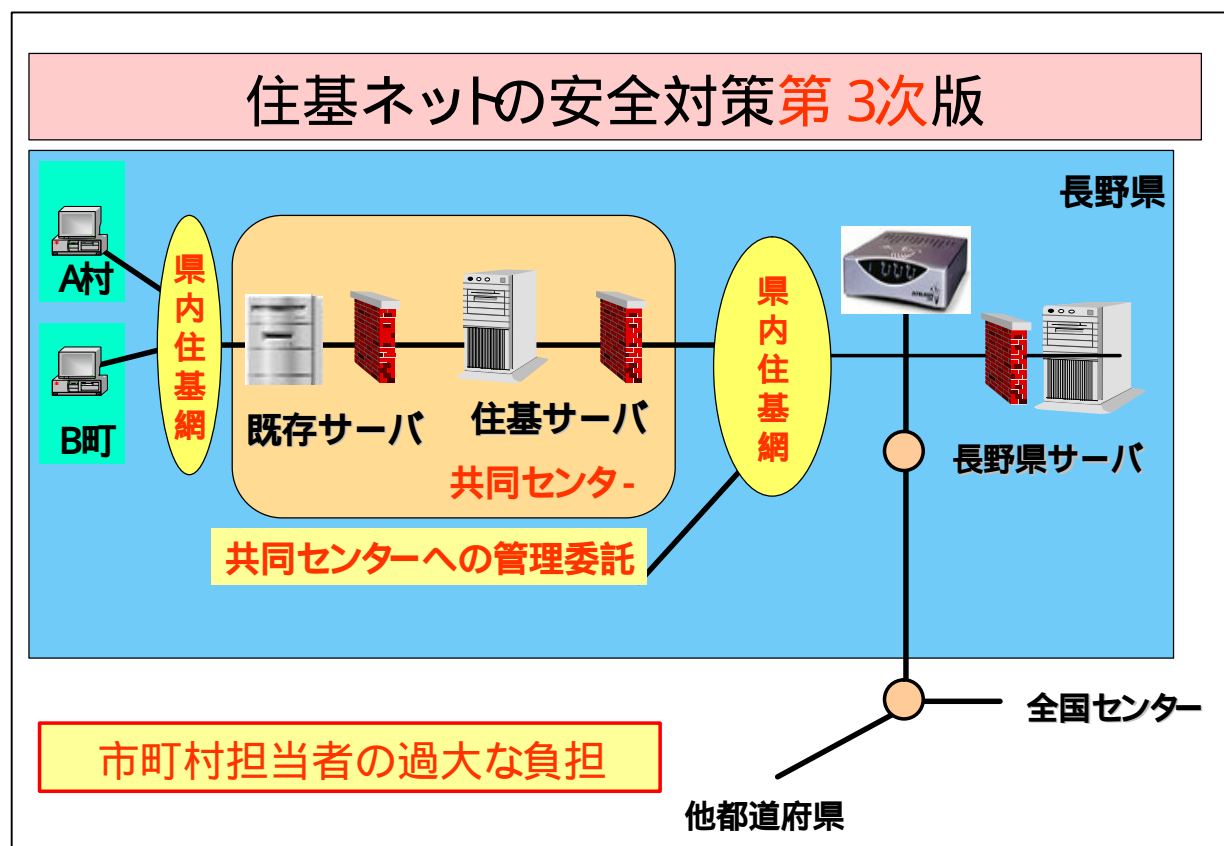 住基ネットの安全対策第3次版
長野県
A村
B町
県内住基網
既存サーバ
住基サーバ
共同センタ-
県内住基網
長野県サーバ
共同センターへの管理委託
全国センター
市町村担当者の過大な負担
他都道府県